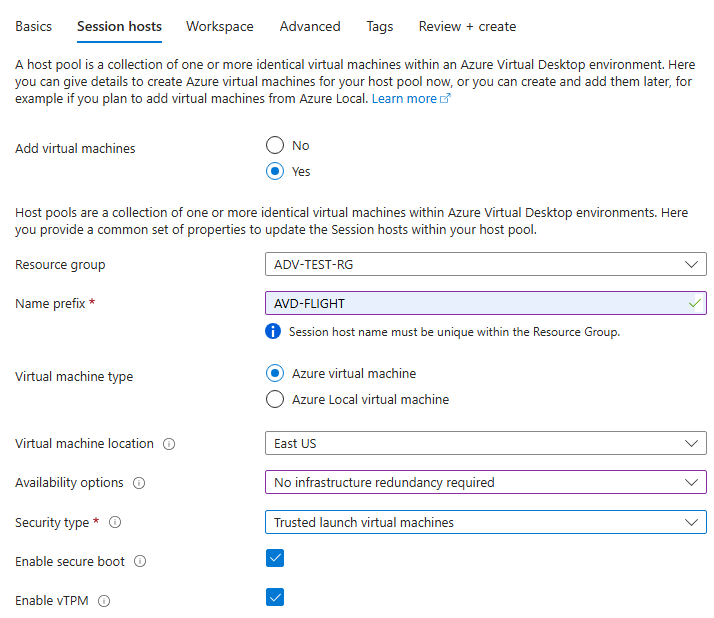 Basics Session hosts Workspace Advanced Tags Review + create
A host pool is a collection of one or more identical virtual machines within an Azure Virtual Desktop environment. Here
you can give details to create Azure virtual machines for your host pool now, or you can create and add them later, for
example if you plan to add virtual machines from Azure Local. Learn more
Add virtual machines
No
Yes
Host pools are a collection of one or more identical virtual machines within Azure Virtual Desktop environments. Here
you provide a common set of properties to update the Session hosts within your host pool.
Resource group
ADV-TEST-RG
Name prefix *
AVD-FLIGHT
Session host name must be unique within the Resource Group.
Virtual machine type
Azure virtual machine
Azure Local virtual machine
Virtual machine location
East US
Availability options
No infrastructure redundancy required
Security type *
Trusted launch virtual machines
Enable secure boot
Enable vTPM